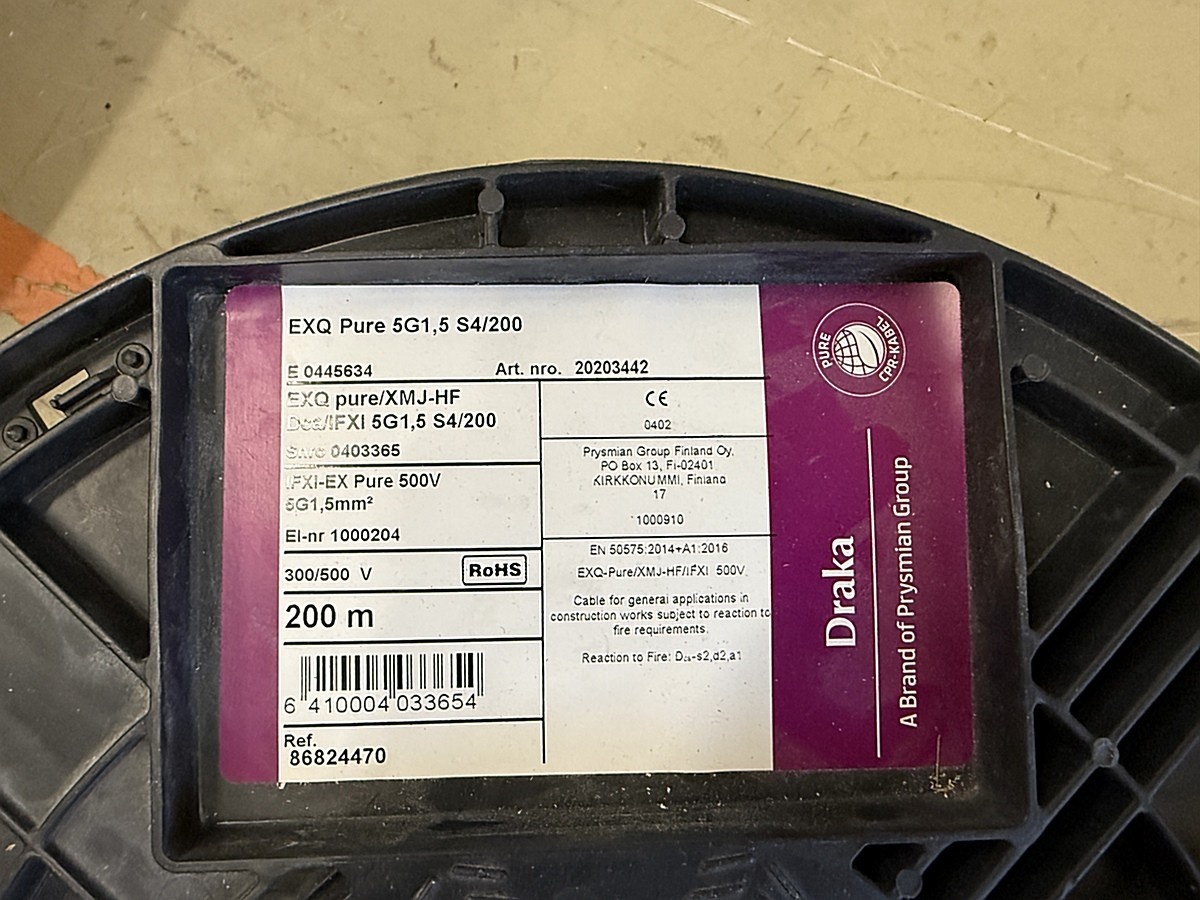 EXQ Pure 5G1,5 S4/200
E 0445634 Art. nro. 20203442
EXQ pure/XMJ-HF
Dca/IFXI 5G1,5 S4/200
Snro 0403365
IFXI-EX Pure 500V
5G1,5mm²
El-nr 1000204
300/500 V RoHS
200 m
6 410004 033654
Ref.
86824470
CE
0402
Prysmian Group Finland Oy,
PO Box 13, FI-02401
KIRKKONUMMI, Finland
17
1000910
EN 50575:2014+A1:2016
EXQ-Pure/XMJ-HF/IFXI 500V
Cable for general applications in
construction works subject to reaction to
fire requirements.
Reaction to Fire: Dca-s2,d2,a1
PURE
CPR-KABEL
Draka
A Brand of Prysmian Group